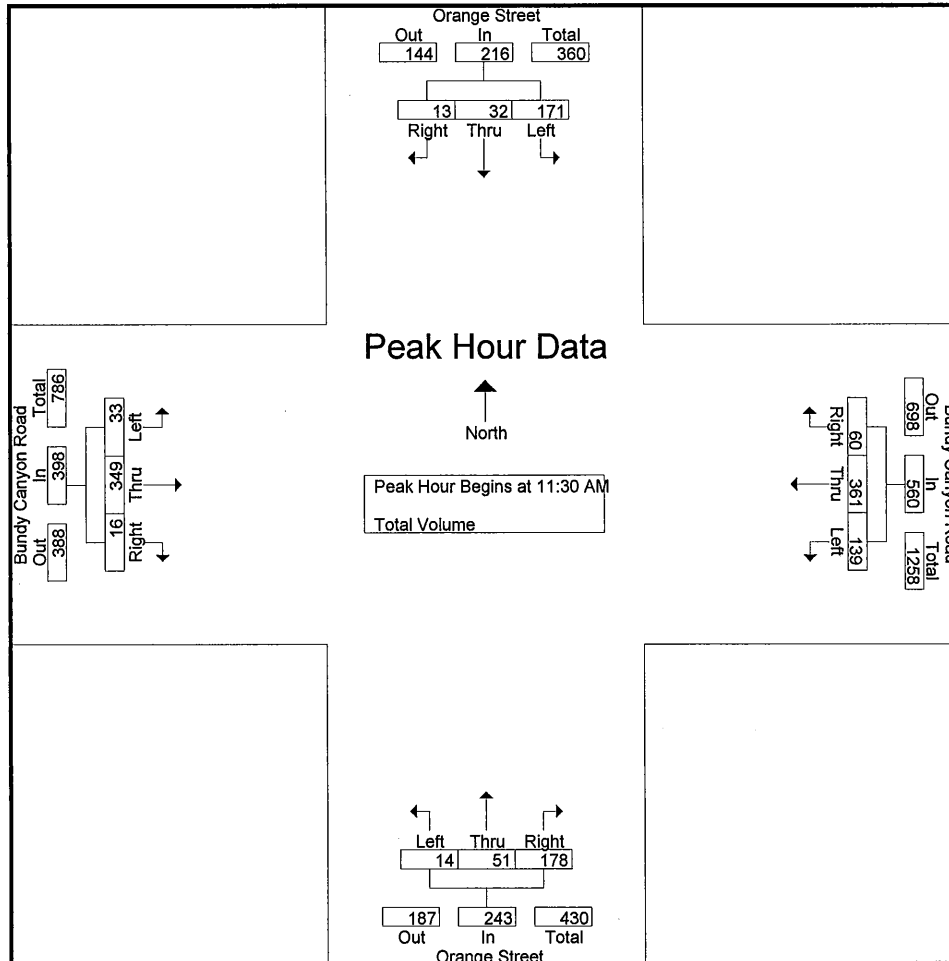 Orange Street
Out In Total
144 216 360
13 32 171
Right Thru Left
Peak Hour Data
North
Peak Hour Begins at 11:30 AM
Total Volume
Bundy Canyon Road
Out In Total
388 398 786
33 349 16
Left Thru Right
Bundy Canyon Road
Out In Total
698 560 1258
60 361 139
Right Thru Left
Left Thru Right
14 51 178
187 243 430
Out In Total
Orange Street